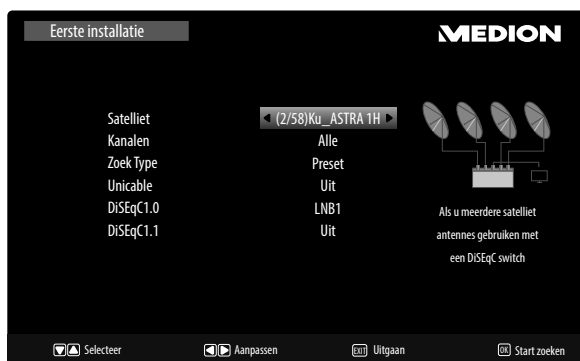 Eerste installatie
MEDION
Satelliet (2/58)Ku_ASTRA 1H
Kanalen Alle
Zoek Type Preset
Unicable Uit
DiSEqC1.0 LNB1
DiSEqC1.1 Uit
Als u meerdere satelliet
antennes gebruiken met
een DiSEqC switch
Selecteer Aanpassen EXIT Uitgaan OK Start zoeken